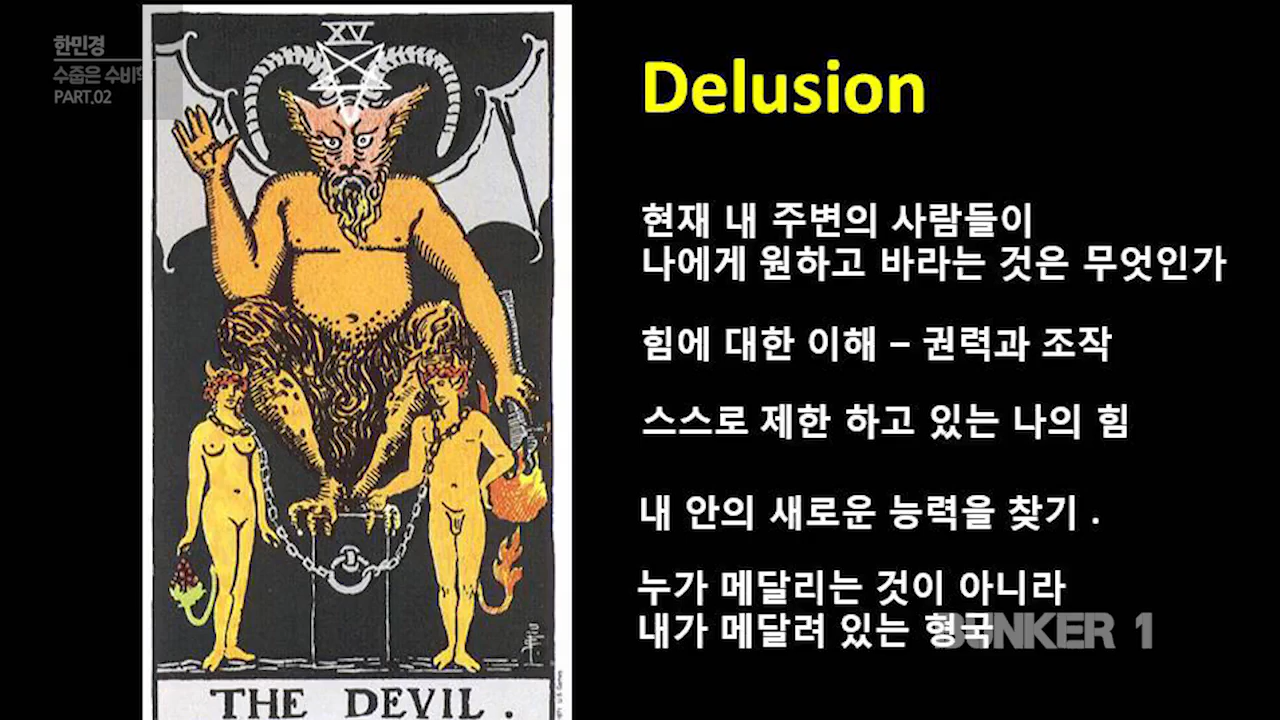 한민경
수줍은 수비학
PART.02
XV
THE DEVIL.
Delusion
현재 내 주변의 사람들이
나에게 원하고 바라는 것은 무엇인가
힘에 대한 이해 – 권력과 조작
스스로 제한 하고 있는 나의 힘
내 안의 새로운 능력을 찾기 .
누가 메달리는 것이 아니라
내가 메달려 있는 형국
BUNKER 1